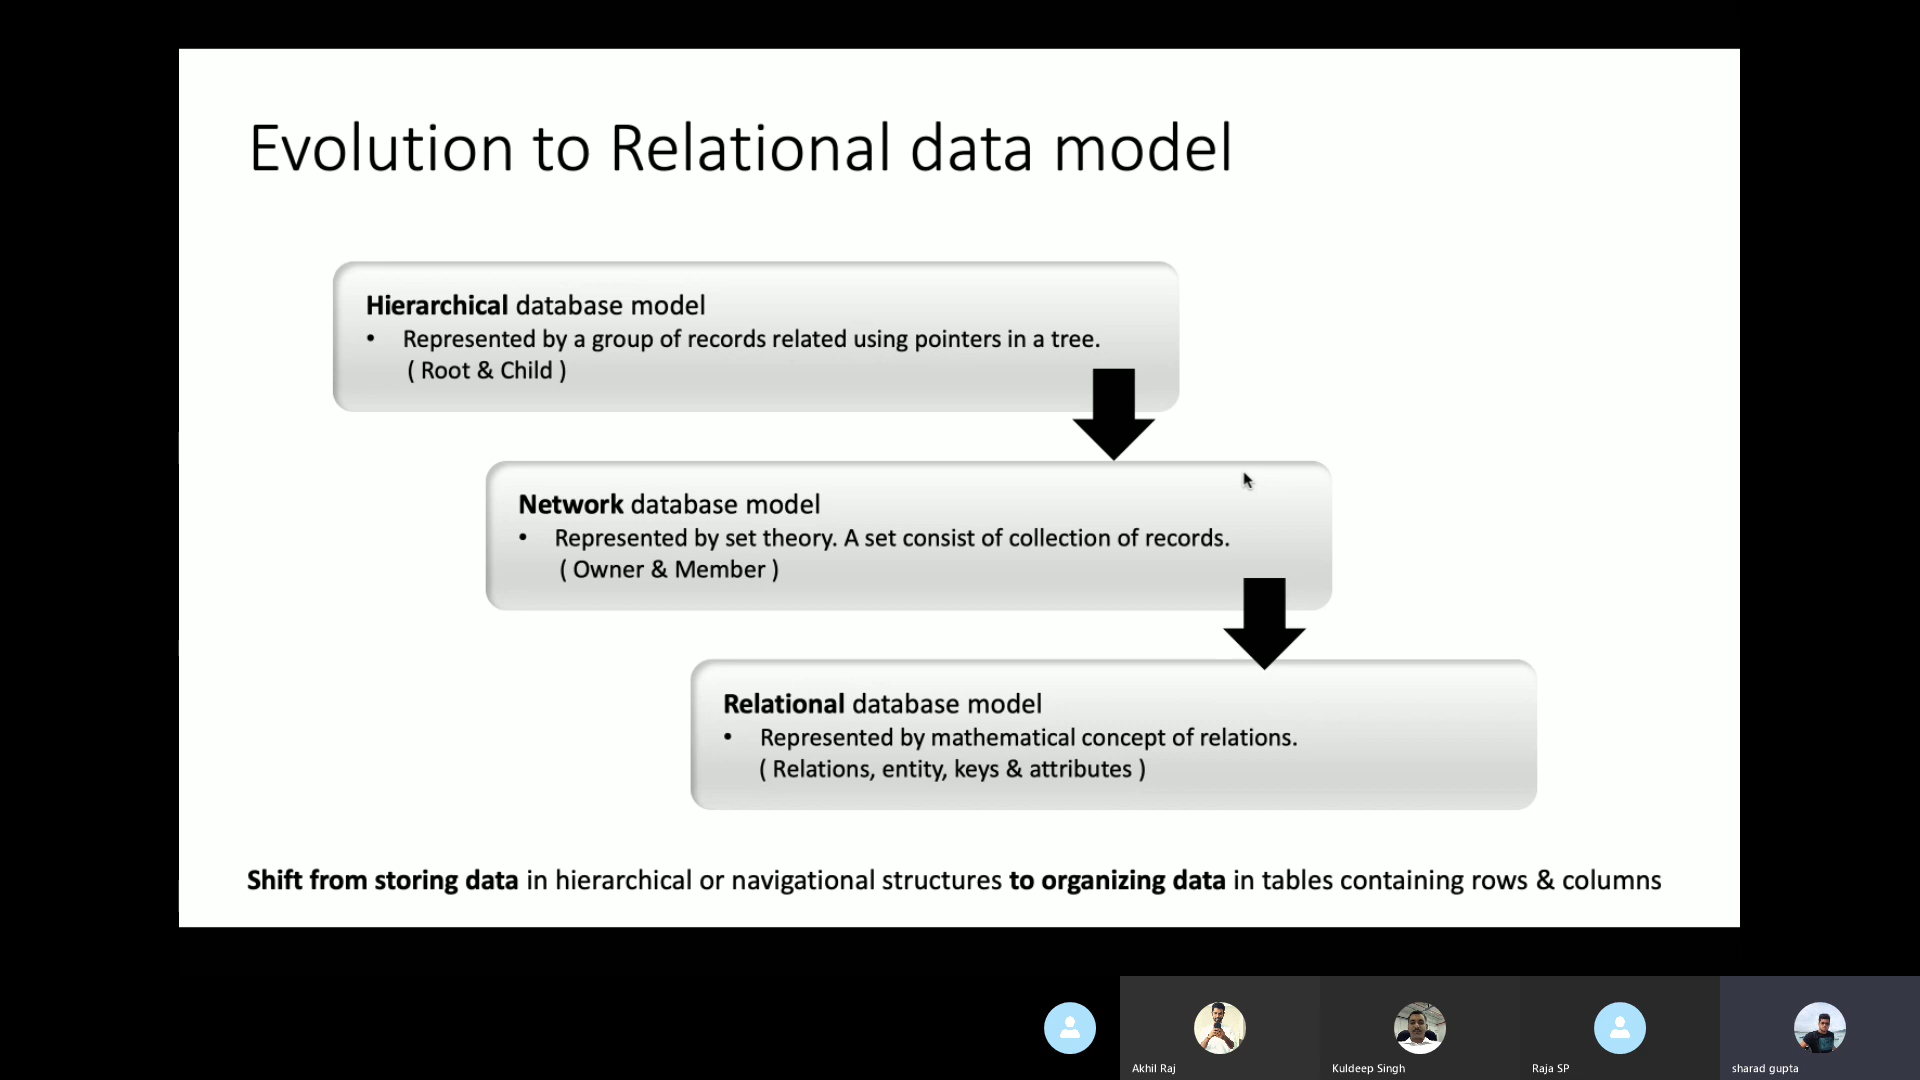 Evolution to Relational data model
Hierarchical database model
• Represented by a group of records related using pointers in a tree.
( Root & Child )
Network database model
• Represented by set theory. A set consist of collection of records.
( Owner & Member )
Relational database model
• Represented by mathematical concept of relations.
( Relations, entity, keys & attributes )
Shift from storing data in hierarchical or navigational structures to organizing data in tables containing rows & columns
Akhil Raj
Kuldeep Singh
Raja SP
sharad gupta